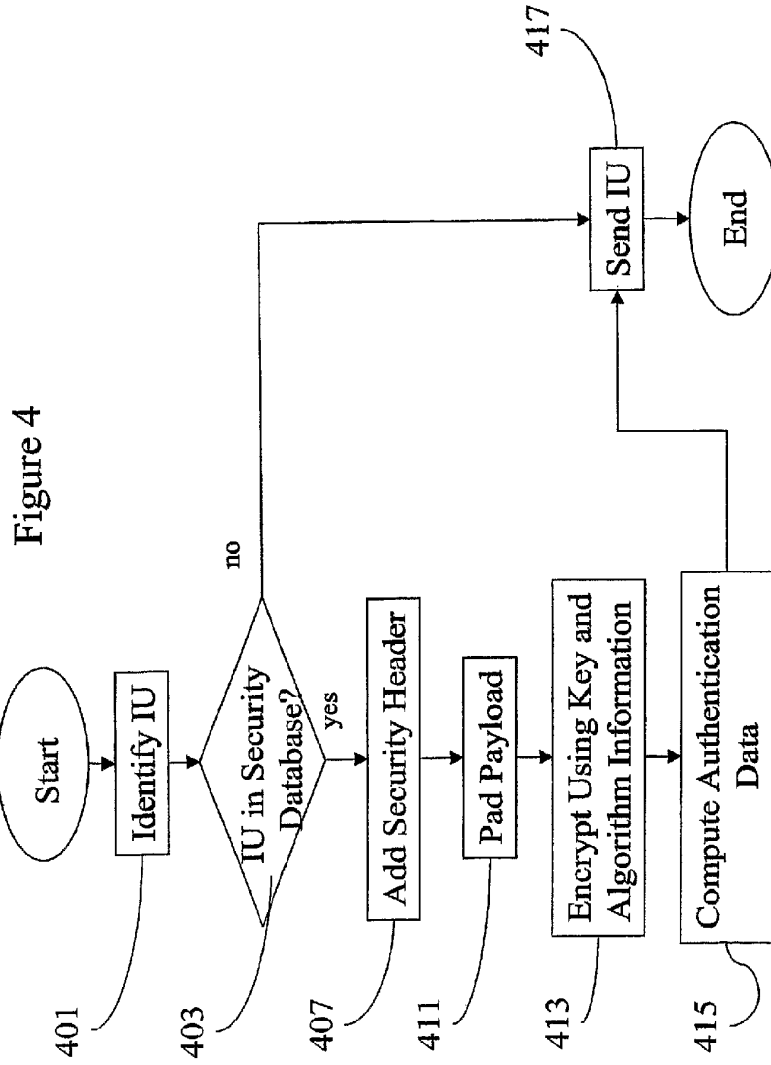 Figure 4
Start
401
Identify IU
403
IU in Security
Database?
no
yes
407
Add Security Header
411
Pad Payload
413
Encrypt Using Key and
Algorithm Information
415
Compute Authentication
Data
417
Send IU
End